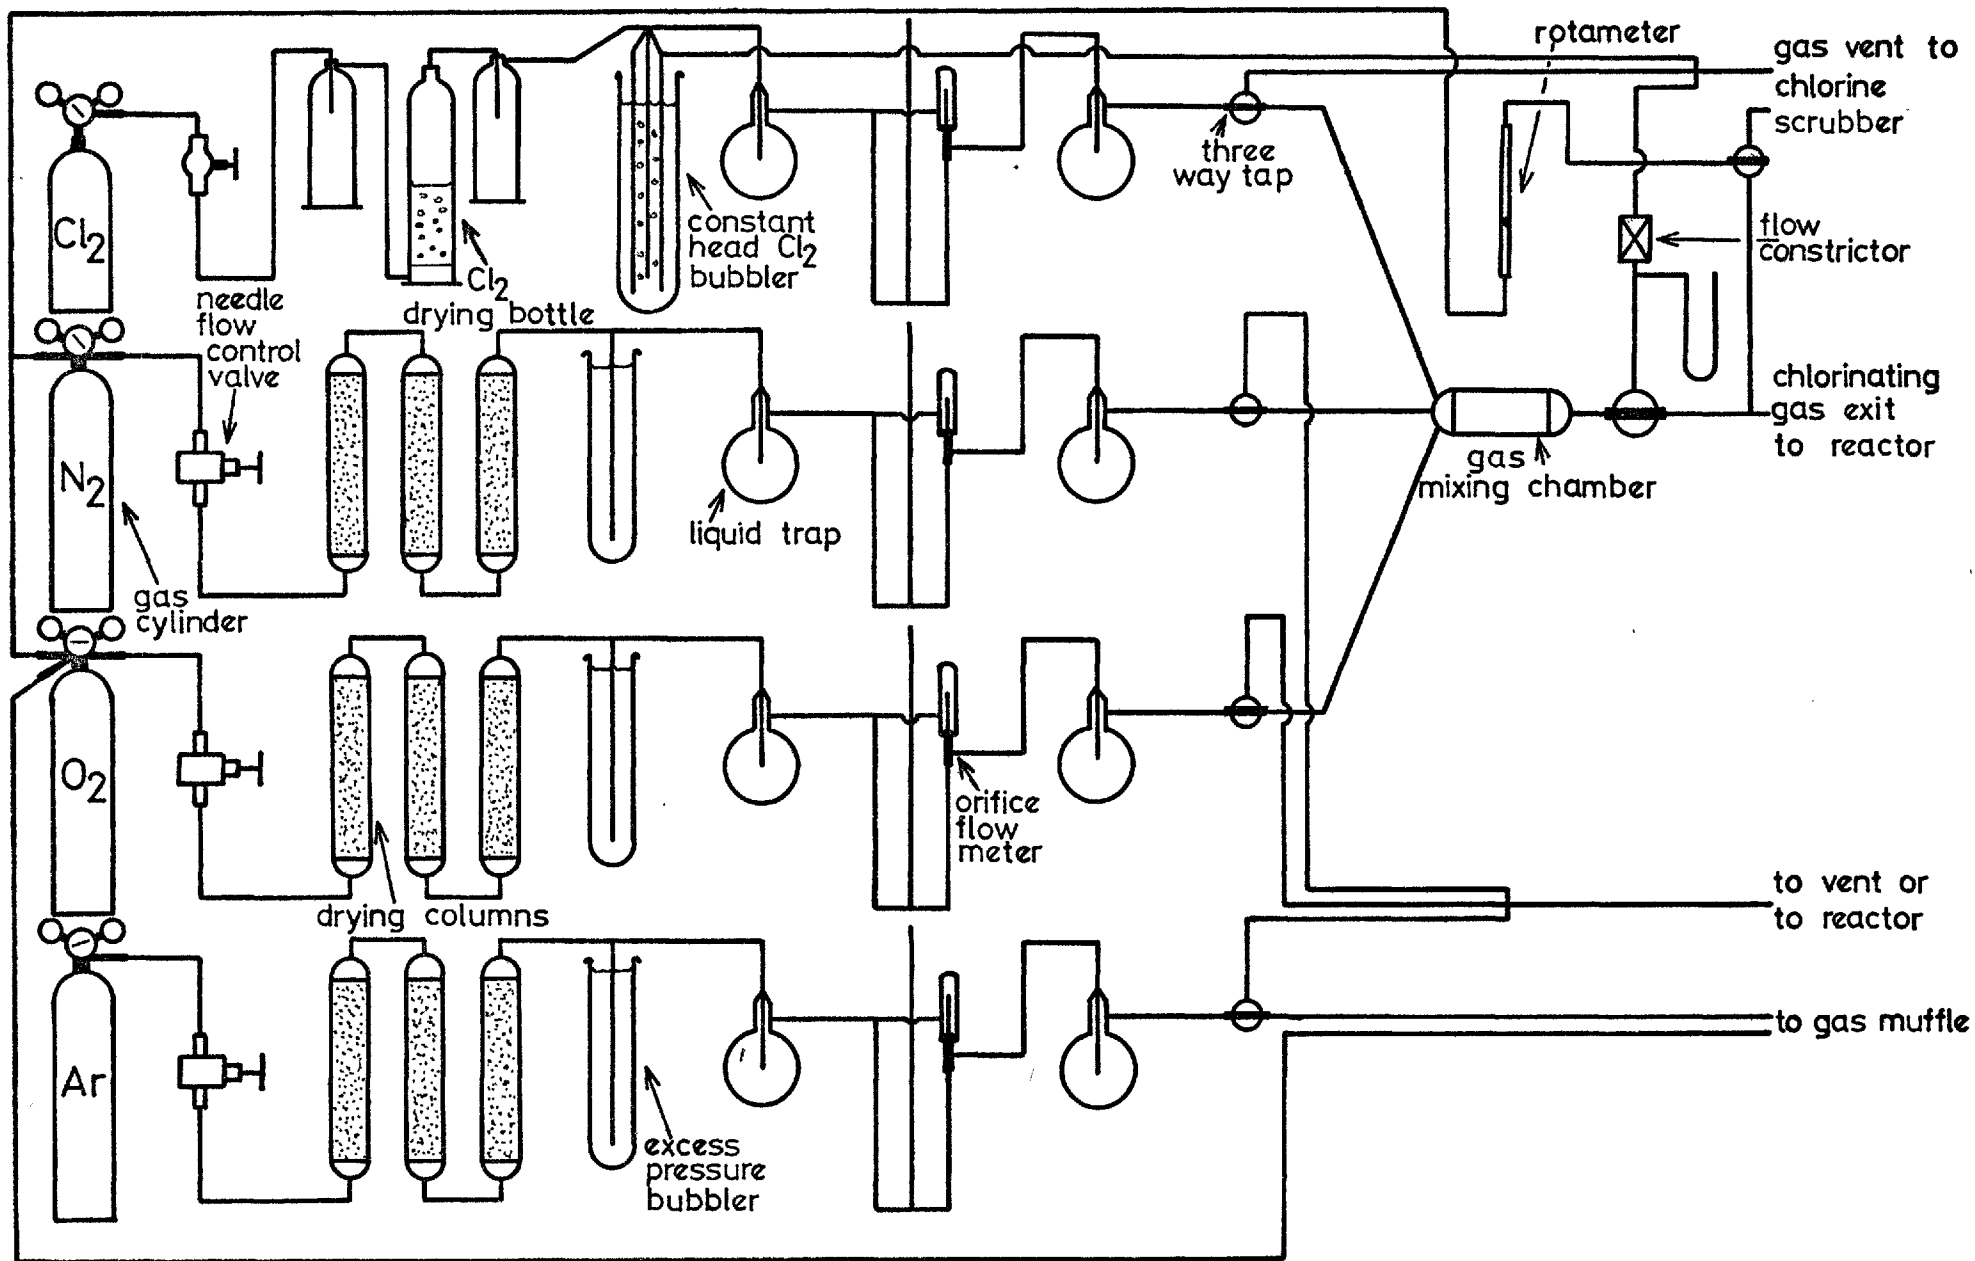 rotameter
gas vent to
chlorine
scrubber
three
way tap
Cl2
constant
head Cl2
bubbler
flow
constrictor
Cl2
drying bottle
needle
flow
control
valve
N2
gas
cylinder
liquid trap
gas
mixing chamber
chlorinating
gas exit
to reactor
O2
drying columns
orifice
flow
meter
to vent or
to reactor
Ar
excess
pressure
bubbler
to gas muffle